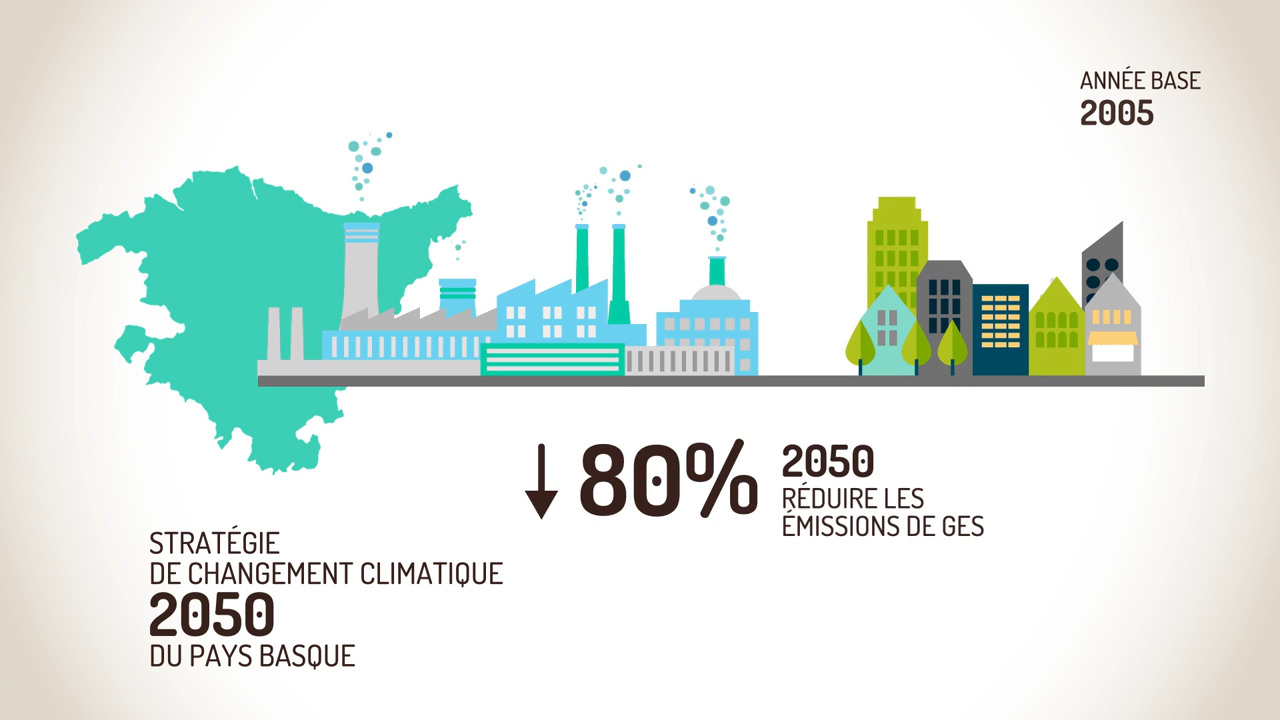 ANNÉE BASE
2005
↓ 80%
2050
RÉDUIRE LES
ÉMISSIONS DE GES
STRATÉGIE
DE CHANGEMENT CLIMATIQUE
2050
DU PAYS BASQUE